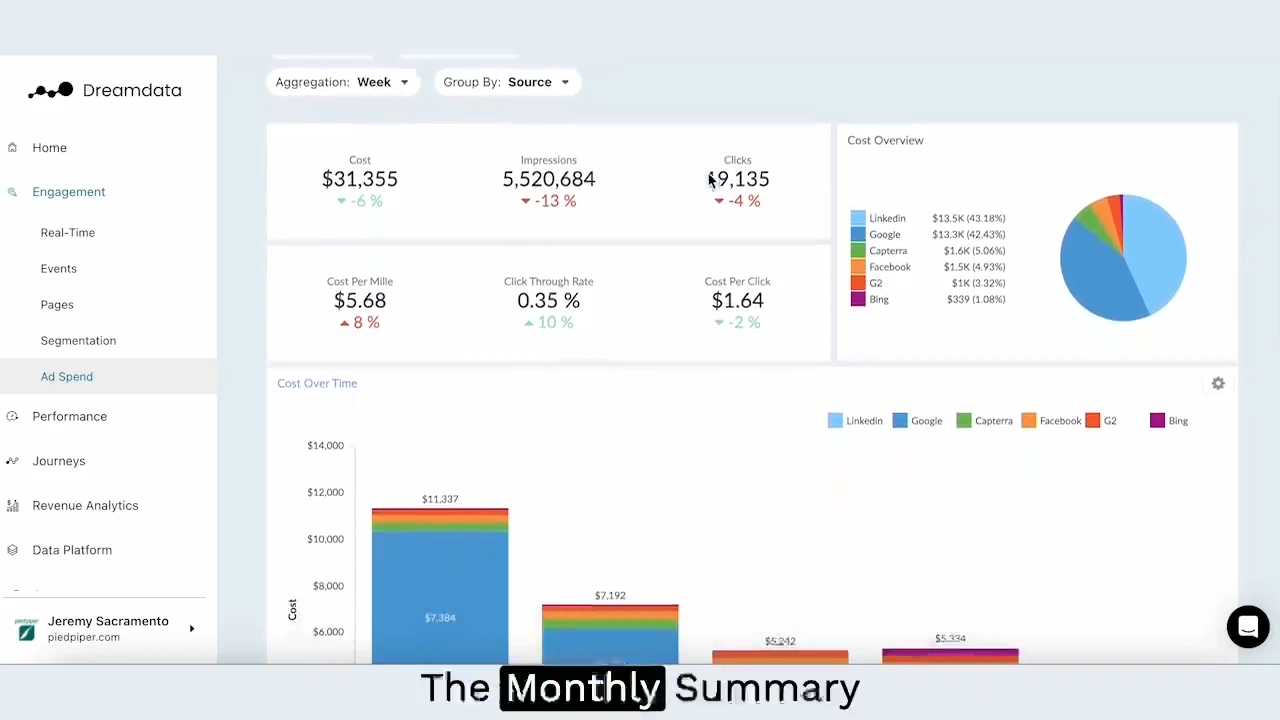 Dreamdata
Home
Engagement
Real-Time
Events
Pages
Segmentation
Ad Spend
Performance
Journeys
Revenue Analytics
Data Platform
piedpiper
Jeremy Sacramento
piedpiper.com
Aggregation: Week
Group By: Source
Cost
$31,355
-6 %
Impressions
5,520,684
-13 %
Clicks
9,135
-4 %
Cost Per Mille
$5.68
8 %
Click Through Rate
0.35 %
10 %
Cost Per Click
$1.64
-2 %
Cost Overview
Linkedin $13.5K (43.18%)
Google $13.3K (42.43%)
Capterra $1.6K (5.06%)
Facebook $1.5K (4.93%)
G2 $1K (3.32%)
Bing $339 (1.08%)
Cost Over Time
Linkedin Google Capterra Facebook G2 Bing
$14,000
$12,000
$10,000
$8,000
$6,000
Cost
$11,337
$7,384
$7,192
$5,242
$5,334
The Monthly Summary